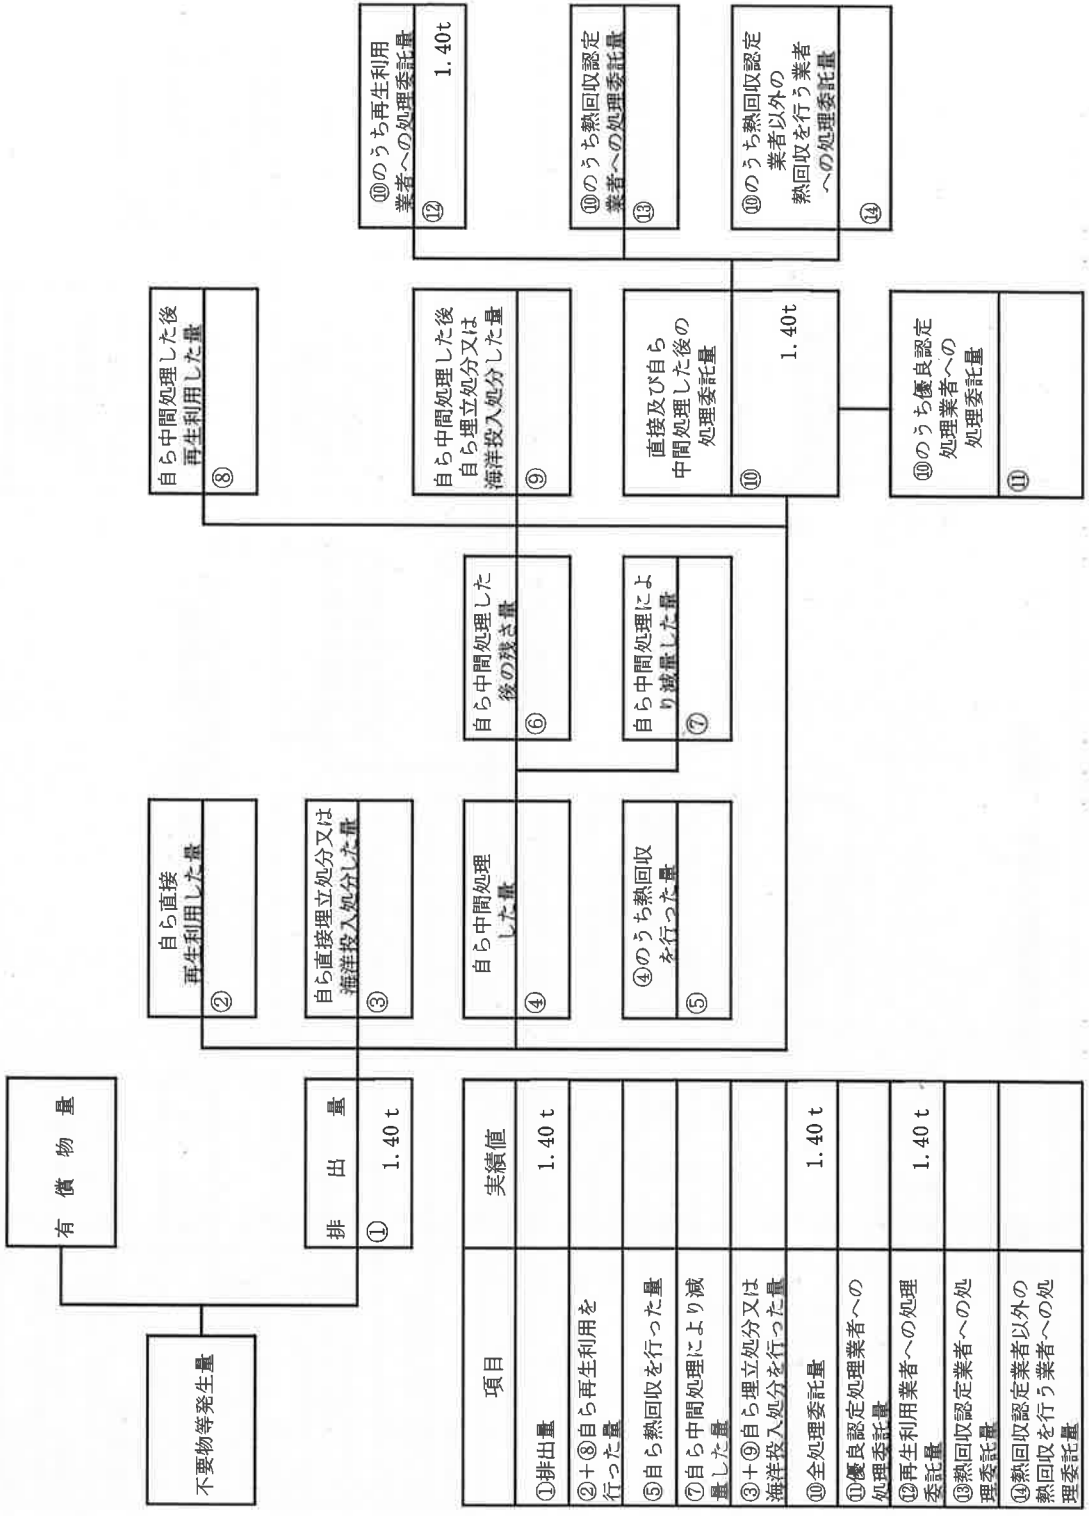 不要物等発生量
有償物量
排出量
① 1.40 t
自ら直接
再生利用した量
②
自ら直接埋立処分又は
海洋投入処分した量
③
自ら中間処理
した量
④
④のうち熱回収
を行った量
⑤
自ら中間処理した
後の残さ量
⑥
自ら中間処理によ
り減量した量
⑦
自ら中間処理した後
再生利用した量
⑧
自ら中間処理した後
自ら埋立処分又は
海洋投入処分した量
⑨
直接及び自ら
中間処理した後の
処理委託量
⑩ 1.40t
⑩のうち優良認定
処理業者への
処理委託量
⑪
⑩のうち再生利用
業者への処理委託量
⑫ 1.40t
⑩のうち熱回収認定
業者への処理委託量
⑬
⑩のうち熱回収認定
業者以外の
熱回収を行う業者
への処理委託量
⑭
項目 実績値
①排出量 1.40 t
②+⑧自ら再生利用を
行った量
⑤自ら熱回収を行った量
⑦自ら中間処理により減
量した量
③+⑨自ら埋立処分又は
海洋投入処分を行った量
⑩全処理委託量 1.40 t
⑪優良認定処理業者への
処理委託量
⑫再生利用業者への処理
委託量 1.40 t
⑬熱回収認定業者への処
理委託量
⑭熱回収認定業者以外の
熱回収を行う業者への処
理委託量